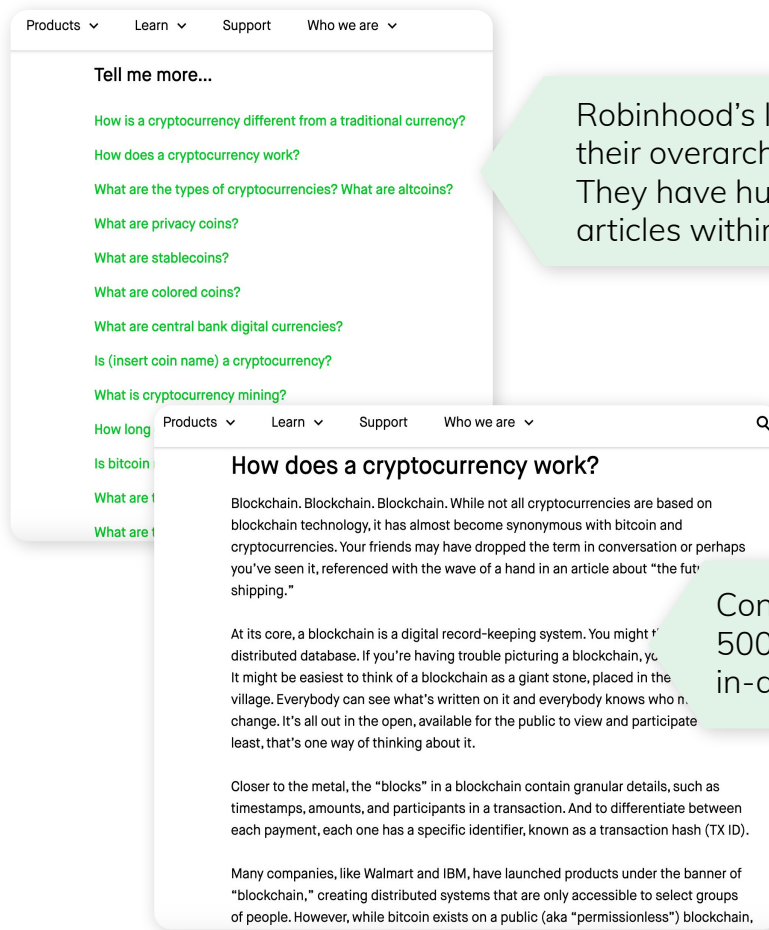 Products Learn Support Who we are
Tell me more...
How is a cryptocurrency different from a traditional currency?
How does a cryptocurrency work?
What are the types of cryptocurrencies? What are altcoins?
What are privacy coins?
What are stablecoins?
What are colored coins?
What are central bank digital currencies?
Is (insert coin name) a cryptocurrency?
What is cryptocurrency mining?
How long
Is bitcoin
What are
What are
Robinhood's
their
They have
articles
Products Learn Support Who we are
How does a cryptocurrency work?
Blockchain. Blockchain. Blockchain. While not all cryptocurrencies are based on
blockchain technology, it has almost become synonymous with bitcoin and
cryptocurrencies. Your friends may have dropped the term in conversation or perhaps
you've seen it, referenced with the wave of a hand in an article about “the
shipping.”
At its core, a blockchain is a digital record-keeping system. You might
distributed database. If you're having trouble picturing a blockchain,
It might be easiest to think of a blockchain as a giant stone, placed in the
village. Everybody can see what's written on it and everybody knows who
change. It's all out in the open, available for the public to view and participate
least, that's one way of thinking about it.
Closer to the metal, the “blocks” in a blockchain contain granular details, such as
timestamps, amounts, and participants in a transaction. And to differentiate between
each payment, each one has a specific identifier, known as a transaction hash (TX ID).
Many companies, like Walmart and IBM, have launched products under the banner of
“blockchain,” creating distributed systems that are only accessible to select groups
of people. However, while bitcoin exists on a public (aka “permissionless”) blockchain,
500